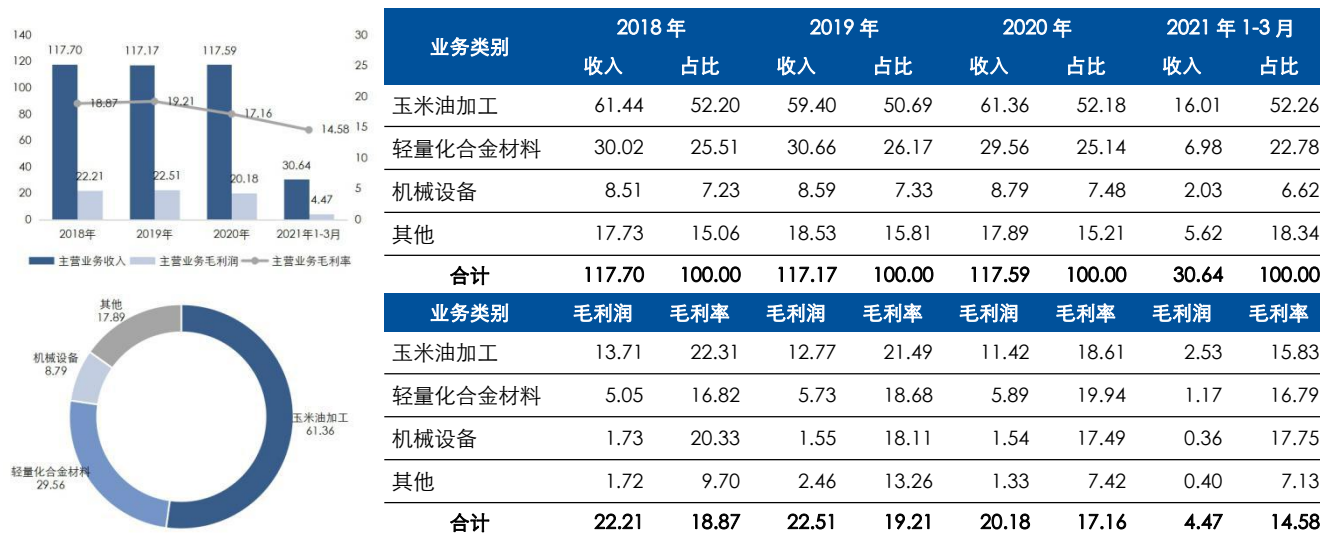 140
120
100
80
60
40
20
0
30
25
20
15
10
5
0
117.70
117.17
117.59
30.64
18.87
19.21
17.16
14.58
22.21
22.51
20.18
4.47
2018年
2019年
2020年
2021年1-3月
主营业务收入
主营业务毛利润
主营业务毛利率
其他
17.89
机械设备
8.79
玉米油加工
61.36
轻量化合金材料
29.56
业务类别 2018年 2019年 2020年 2021年1-3月
收入 占比 收入 占比 收入 占比 收入 占比
玉米油加工 61.44 52.20 59.40 50.69 61.36 52.18 16.01 52.26
轻量化合金材料 30.02 25.51 30.66 26.17 29.56 25.14 6.98 22.78
机械设备 8.51 7.23 8.59 7.33 8.79 7.48 2.03 6.62
其他 17.73 15.06 18.53 15.81 17.89 15.21 5.62 18.34
合计 117.70 100.00 117.17 100.00 117.59 100.00 30.64 100.00
业务类别 毛利润 毛利率 毛利润 毛利率 毛利润 毛利率 毛利润 毛利率
玉米油加工 13.71 22.31 12.77 21.49 11.42 18.61 2.53 15.83
轻量化合金材料 5.05 16.82 5.73 18.68 5.89 19.94 1.17 16.79
机械设备 1.73 20.33 1.55 18.11 1.54 17.49 0.36 17.75
其他 1.72 9.70 2.46 13.26 1.33 7.42 0.40 7.13
合计 22.21 18.87 22.51 19.21 20.18 17.16 4.47 14.58